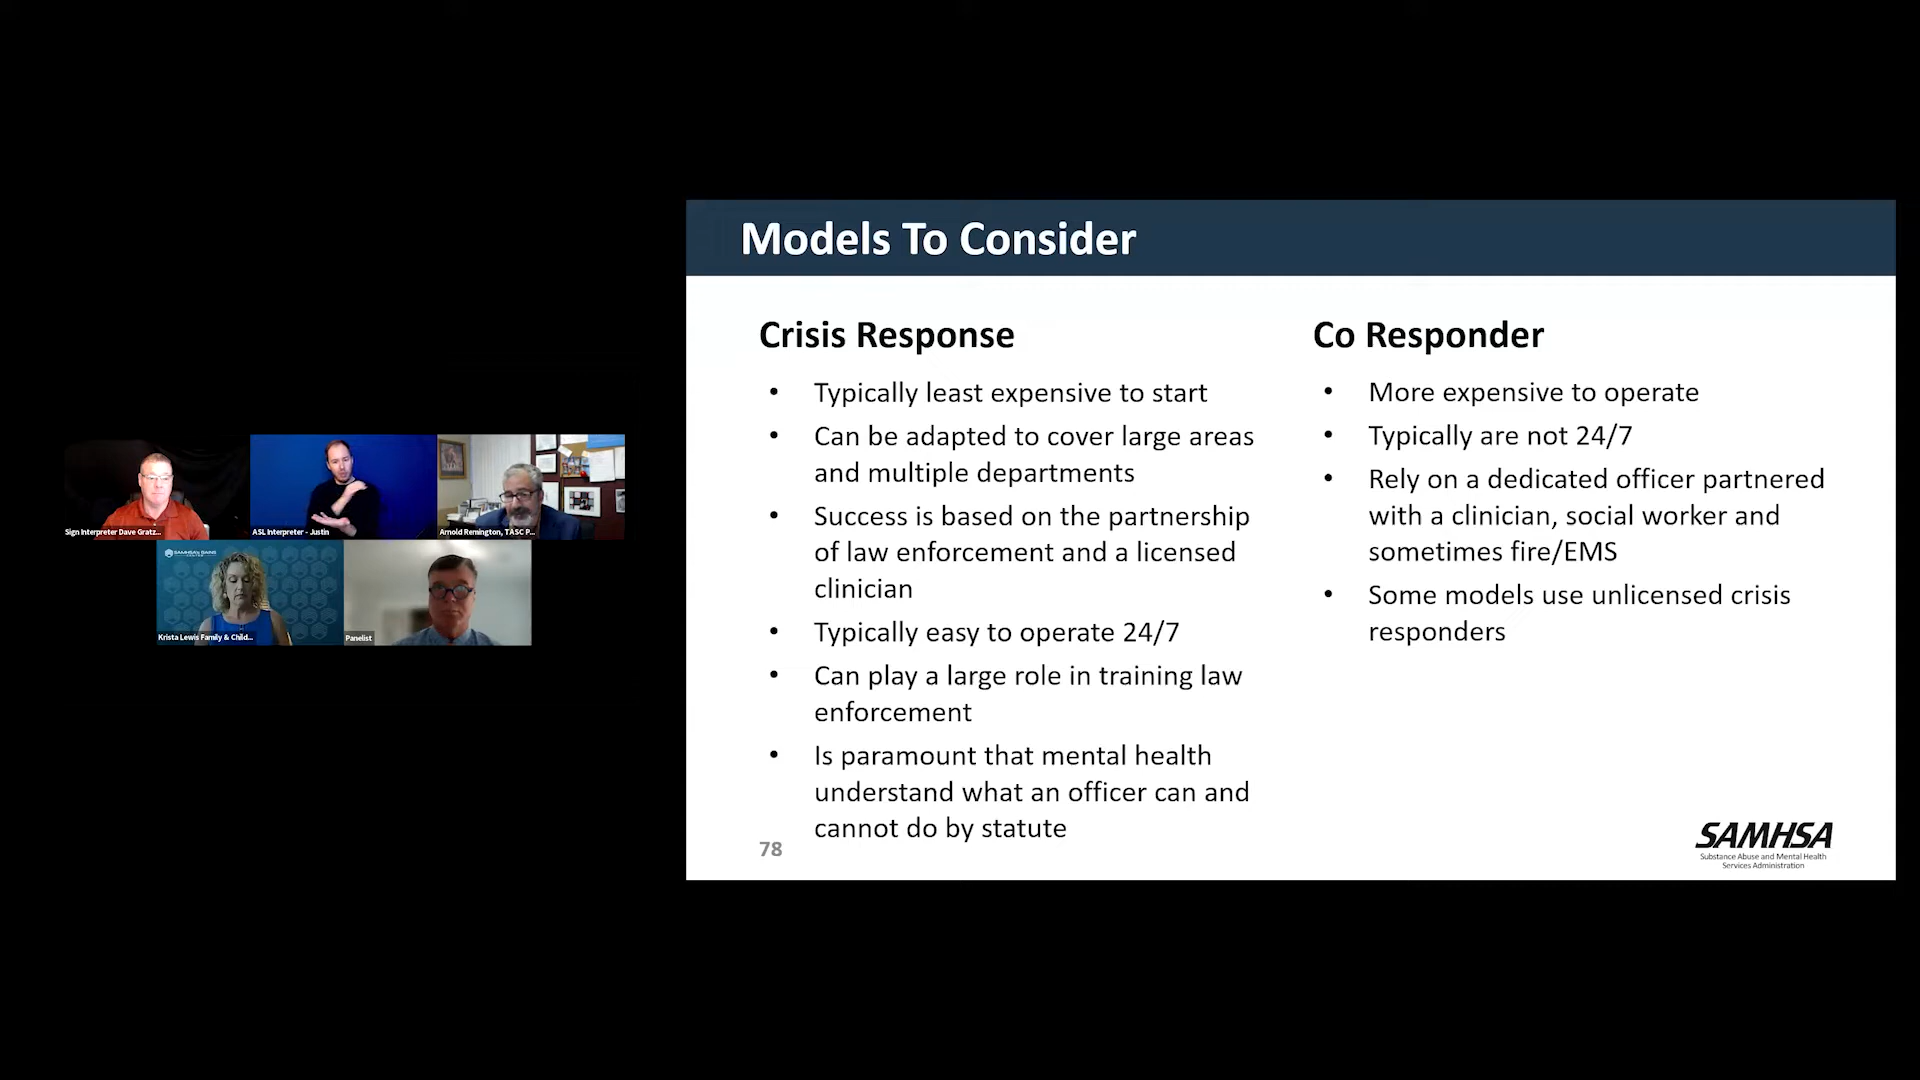 Models To Consider
Crisis Response
• Typically least expensive to start
• Can be adapted to cover large areas
and multiple departments
• Success is based on the partnership
of law enforcement and a licensed
clinician
• Typically easy to operate 24/7
• Can play a large role in training law
enforcement
• Is paramount that mental health
understand what an officer can and
cannot do by statute
Co Responder
• More expensive to operate
• Typically are not 24/7
• Rely on a dedicated officer partnered
with a clinician, social worker and
sometimes fire/EMS
• Some models use unlicensed crisis
responders
78
SAMHSA
Substance Abuse and Mental Health
Services Administration
Sign Interpreter Dave Gratz...
ASL Interpreter - Justin
Arnold Remington, TASC P...
Krista Lewis Family & Child...
Panelist